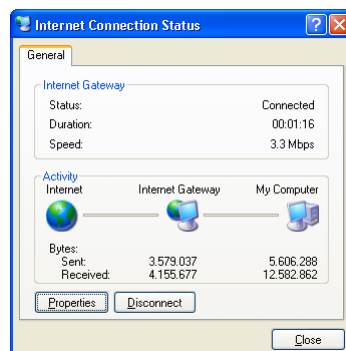 Internet Connection Status
General
Internet Gateway
Status: Connected
Duration: 00:01:16
Speed: 3.3 Mbps
Activity
Internet Internet Gateway My Computer
Bytes:
Sent: 3.579.037 5.606.288
Received: 4.155.677 12.582.862
Properties Disconnect
Close